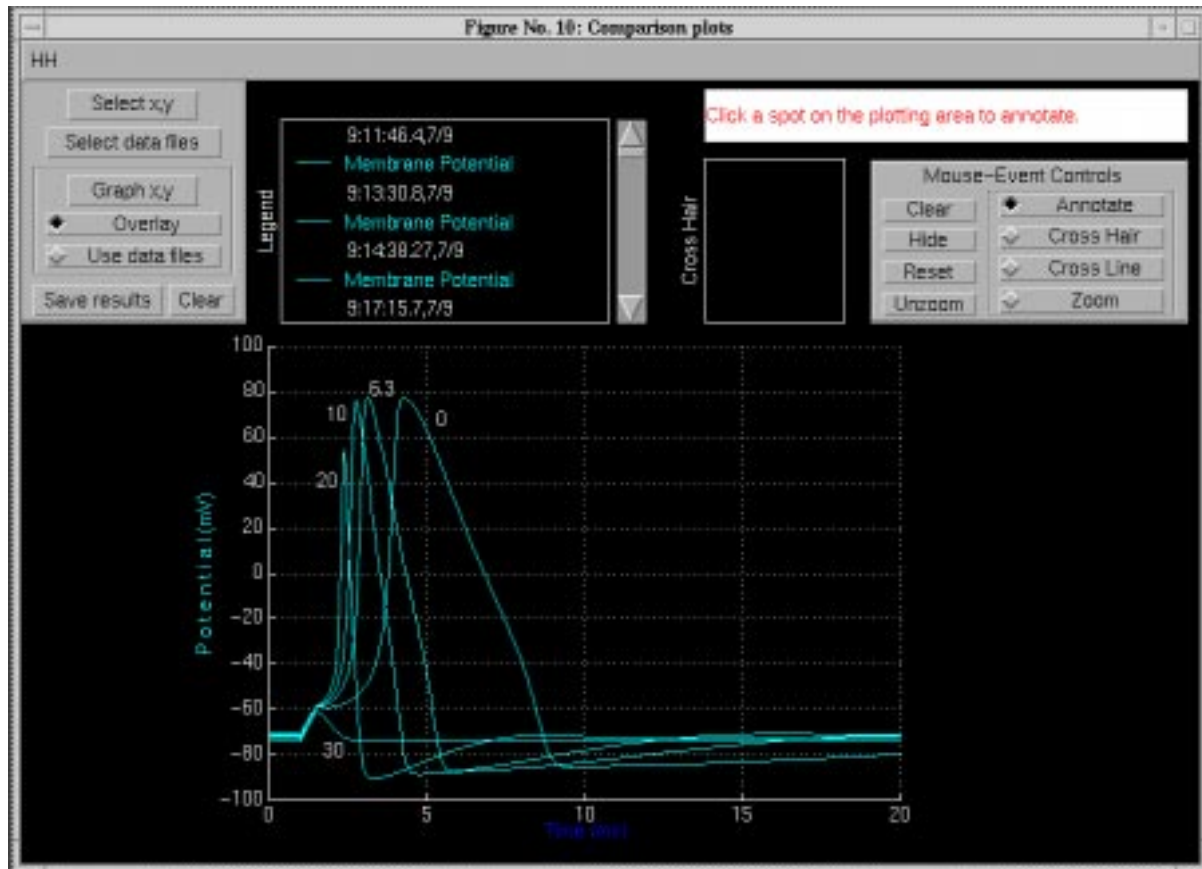 Figure No. 10: Comparison plots
HH
Select x,y
Select data files
Graph x,y
Overlay
Use data files
Save results
Clear
Legend
9:11:46.4,7/9
Membrane Potential
9:13:30.8,7/9
Membrane Potential
9:14:38.27,7/9
Membrane Potential
9:17:15.7,7/9
Click a spot on the plotting area to annotate.
Cross Hair
Mouse-Event Controls
Clear
Annotate
Hide
Cross Hair
Reset
Cross Line
Unzoom
Zoom
Potential(mV)
100
80
60
40
20
0
-20
-40
-60
-80
-100
6.3
10
0
20
30
0
5
10
15
20
Time